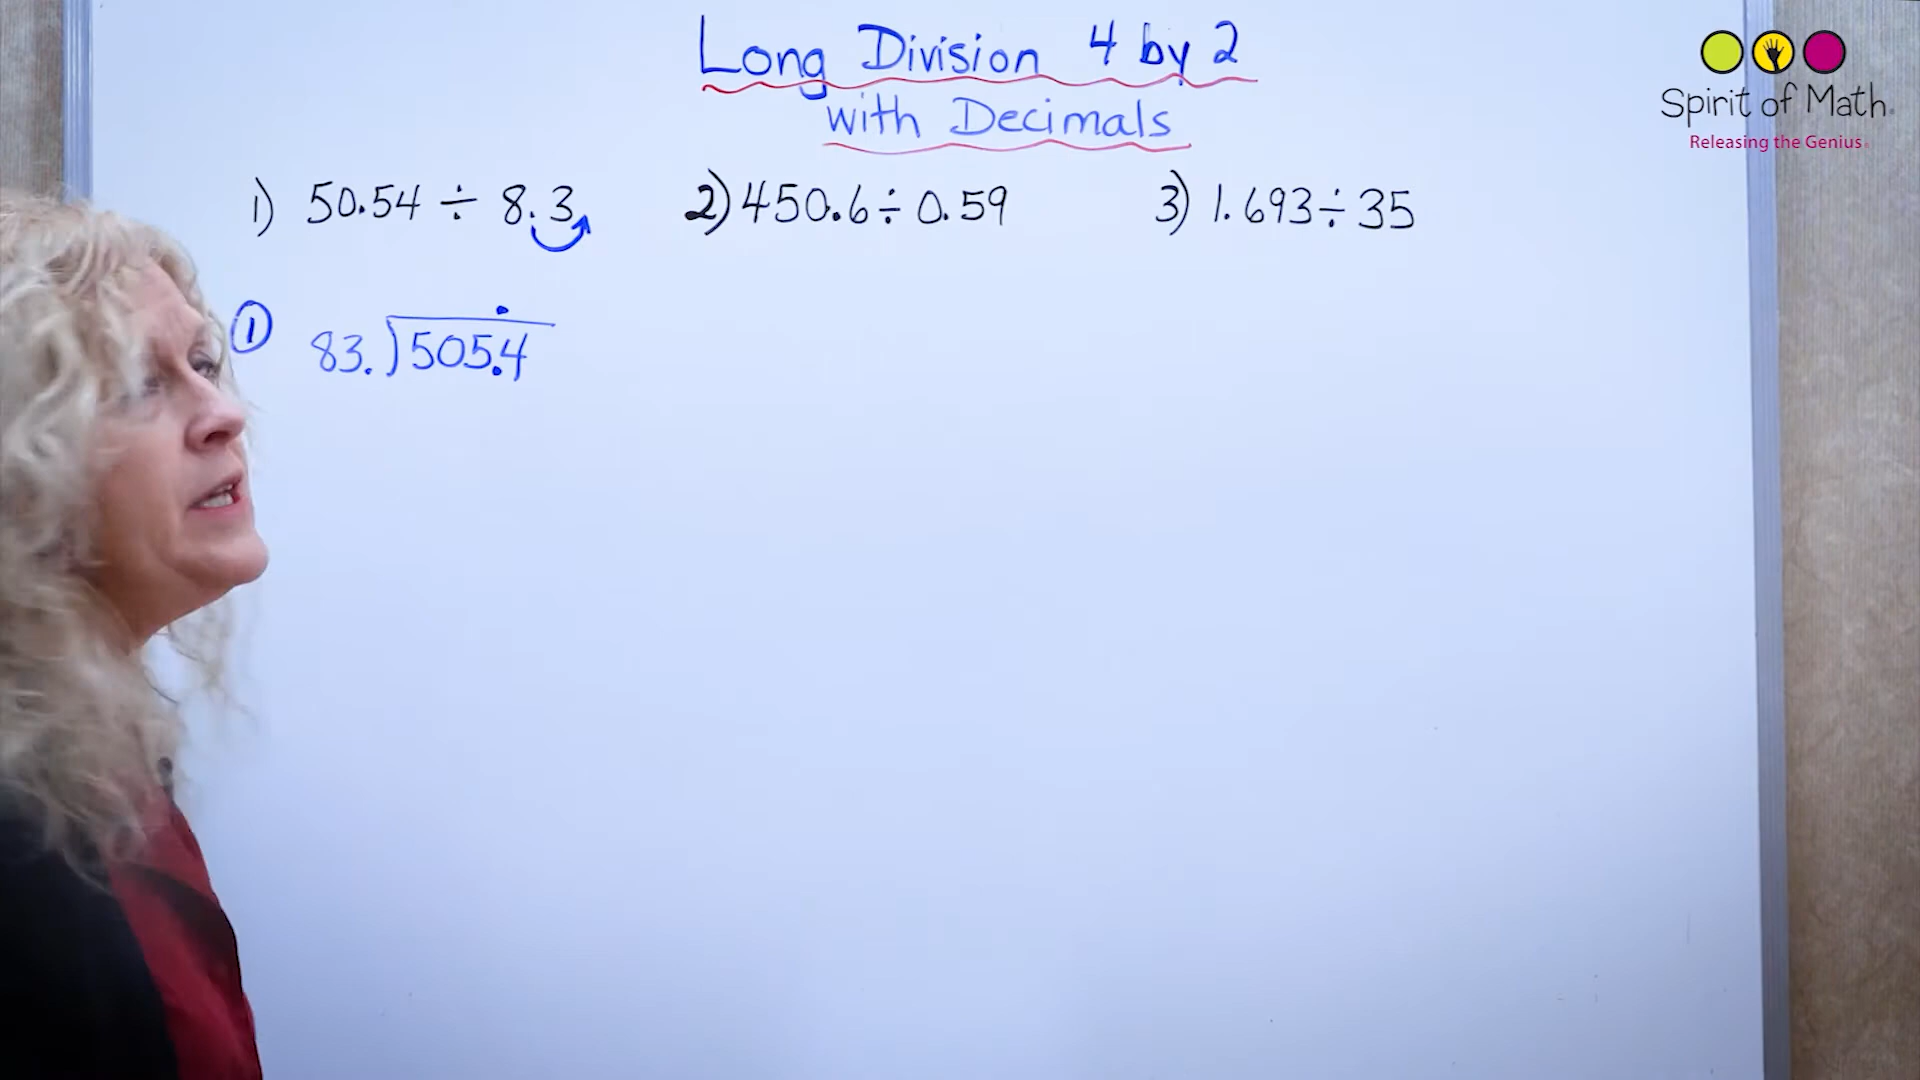 Long Division 4 by 2
with Decimals
Spirit of Math
Releasing the Genius
1) 50.54 ÷ 8.3
2) 450.6 ÷ 0.59
3) 1.693 ÷ 35
① 83.)505.4